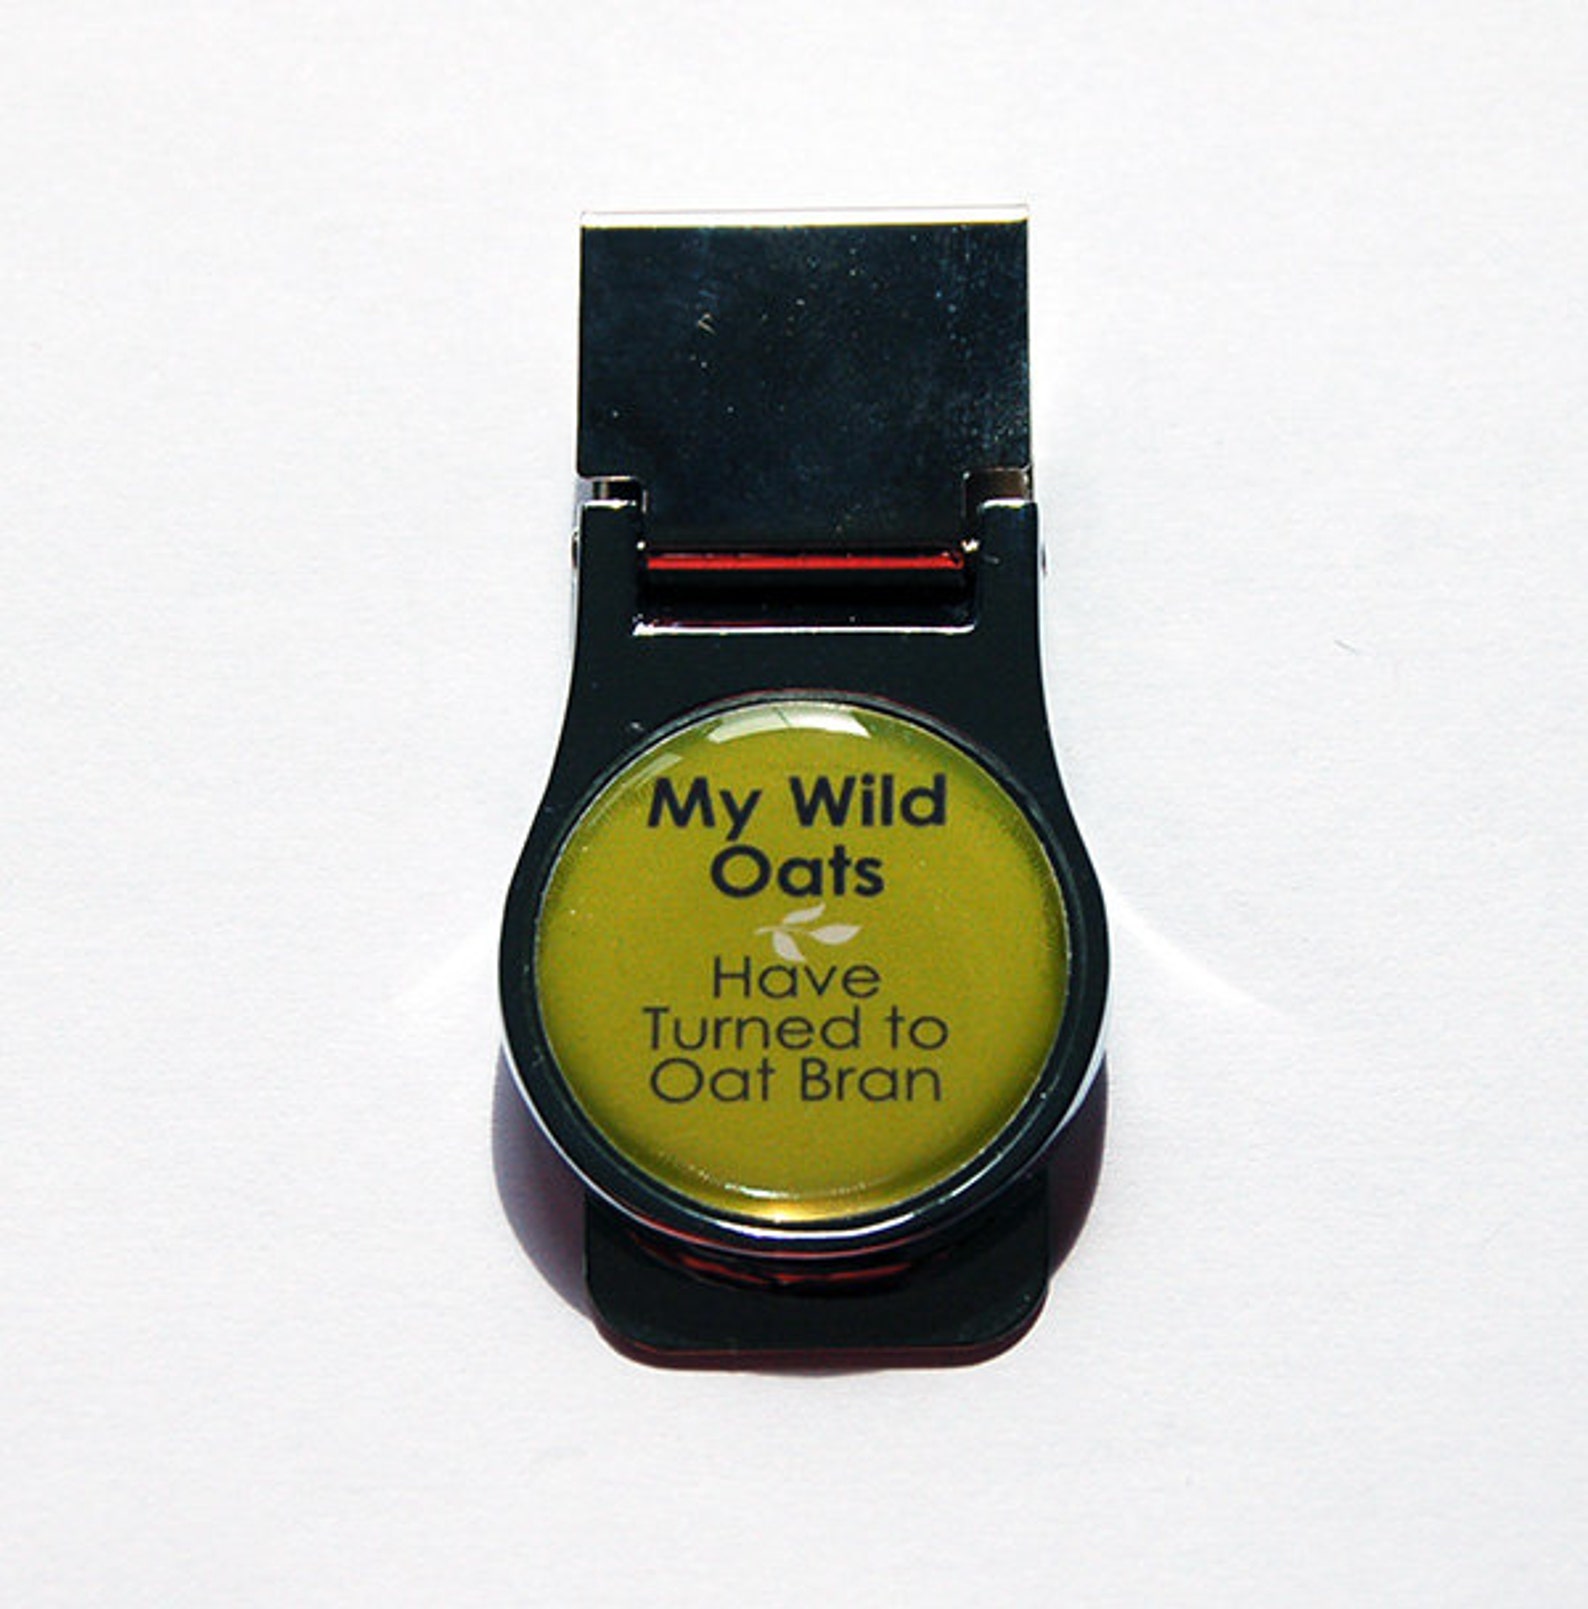 My Wild
Oats
Have
Turned to
Oat Bran